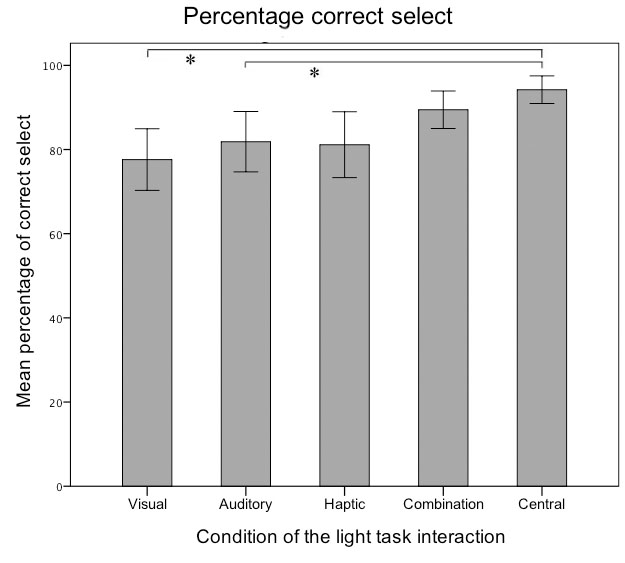 Percentage correct select
*
*
Mean percentage of correct select
100
80
60
40
20
0
Visual Auditory Haptic Combination Central
Condition of the light task interaction